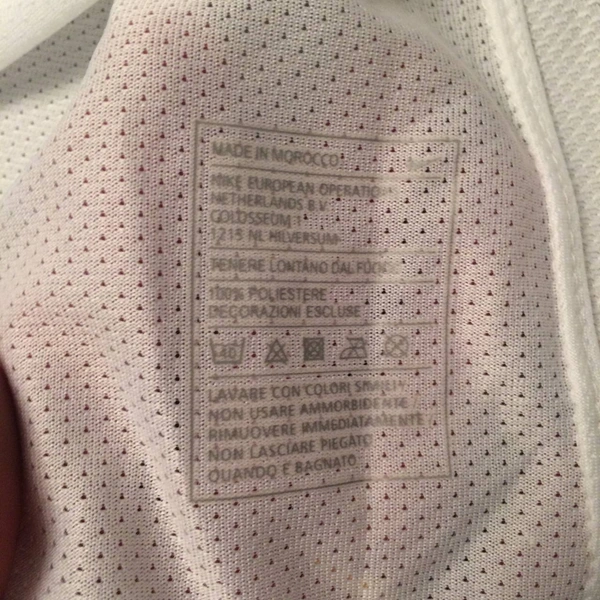 MADE IN MOROCCO
NIKE EUROPEAN OPERATIONS
NETHERLANDS B.V.
COLOSSEUM 1
1213 NL HILVERSUM
TENERE LONTANO DAL FUOCO
100% POLIESTERE
DECORAZIONI ESCLUSE
40
LAVARE CON COLORI SIMILI /
NON USARE AMMORBIDENTE /
RIMUOVERE IMMEDIATAMENTE /
NON LASCIARE PIEGATO
QUANDO E BAGNATO